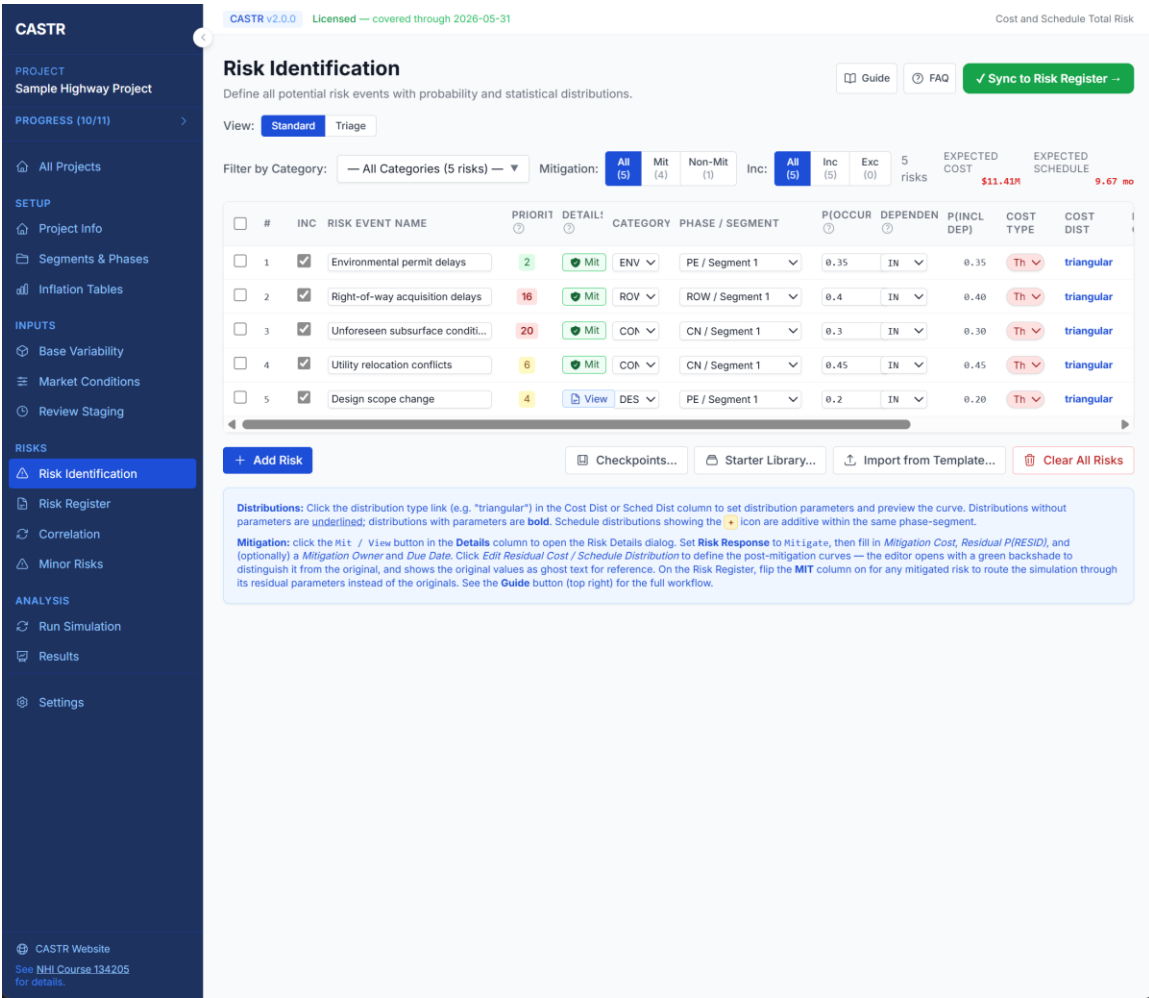 CASTR
PROJECT
Sample Highway Project
PROGRESS (10/11)
All Projects
SETUP
Project Info
Segments & Phases
Inflation Tables
INPUTS
Base Variability
Market Conditions
Review Staging
RISKS
Risk Identification
Risk Register
Correlation
Minor Risks
ANALYSIS
Run Simulation
Results
Settings
CASTR Website
See NHI Course 134205
for details.
CASTR v2.0.0 Licensed — covered through 2026-05-31 Cost and Schedule Total Risk
Risk Identification
Define all potential risk events with probability and statistical distributions.
Guide
FAQ
✓ Sync to Risk Register →
View: Standard Triage
Filter by Category: — All Categories (5 risks) — ▼ Mitigation: All (5) Mit (4) Non-Mit (1) Inc: All (5) Inc (5) Exc (0) 5 risks EXPECTED COST $11.41M EXPECTED SCHEDULE 9.67 mo
# INC RISK EVENT NAME PRIORIT DETAIL CATEGORY PHASE / SEGMENT P(OCCUR DEPENDEN P(INCL DEP) COST TYPE COST DIST
1 Environmental permit delays 2 Mit ENV PE / Segment 1 0.35 IN 0.35 Th triangular
2 Right-of-way acquisition delays 16 Mit ROV ROW / Segment 1 0.4 IN 0.40 Th triangular
3 Unforeseen subsurface conditi... 20 Mit CON CN / Segment 1 0.3 IN 0.30 Th triangular
4 Utility relocation conflicts 6 Mit CON CN / Segment 1 0.45 IN 0.45 Th triangular
5 Design scope change 4 View DES PE / Segment 1 0.2 IN 0.20 Th triangular
+ Add Risk
Checkpoints...
Starter Library...
Import from Template...
Clear All Risks
Distributions: Click the distribution type link (e.g. "triangular") in the Cost Dist or Sched Dist column to set distribution parameters and preview the curve. Distributions without
parameters are underlined; distributions with parameters are bold. Schedule distributions showing the + icon are additive within the same phase-segment.
Mitigation: click the Mit / View button in the Details column to open the Risk Details dialog. Set Risk Response to Mitigate, then fill in Mitigation Cost, Residual P(RESID), and
(optionally) a Mitigation Owner and Due Date. Click Edit Residual Cost / Schedule Distribution to define the post-mitigation curves — the editor opens with a green backshade to
distinguish it from the original, and shows the original values as ghost text for reference. On the Risk Register, flip the MIT column on for any mitigated risk to route the simulation through
its residual parameters instead of the originals. See the Guide button (top right) for the full workflow.